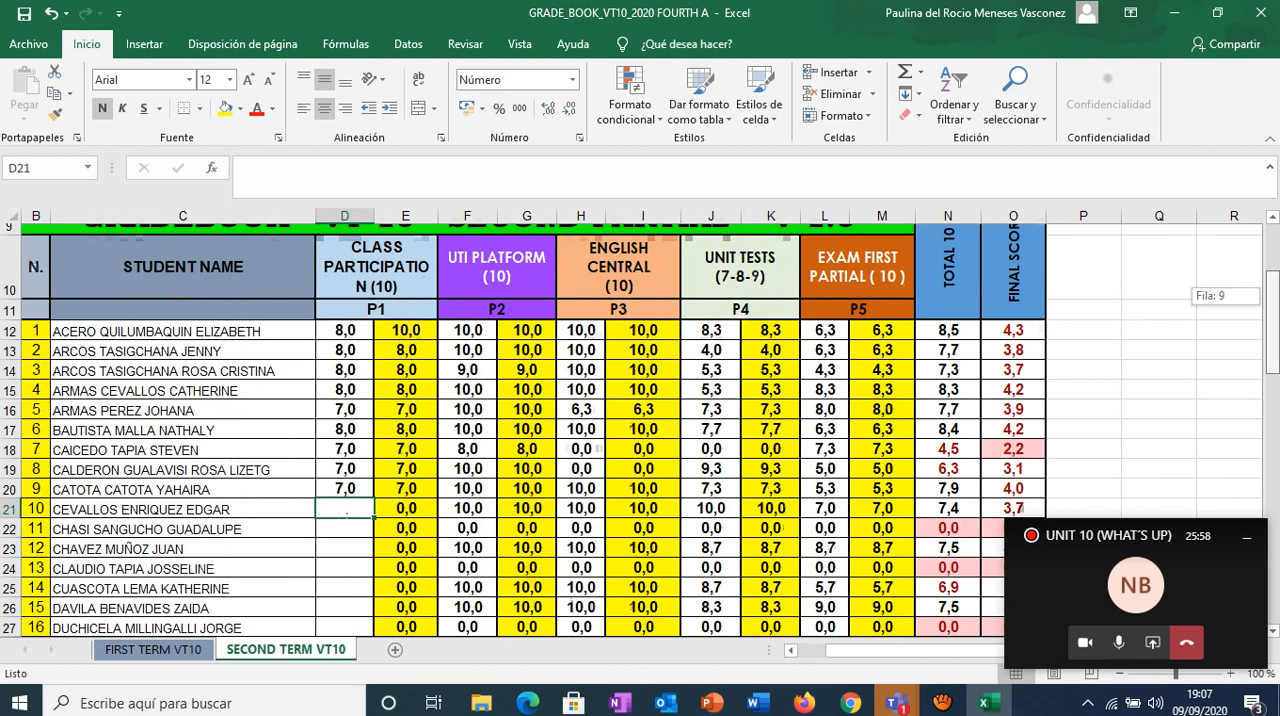 GRADE_BOOK_VT10_2020 FOURTH A - Excel Paulina del Rocio Meneses Vasconez
Archivo Inicio Insertar Disposición de página Fórmulas Datos Revisar Vista Ayuda ¿Qué desea hacer? Compartir
Pegar Arial 12 Número Formato condicional Dar formato como tabla Estilos de celda Insertar Eliminar Formato Ordenar y filtrar Buscar y seleccionar Confidencialidad
Portapapeles Fuente Alineación Número Estilos Celdas Edición Confidencialidad
D21
B C D E F G H I J K L M N O P Q R
9
10 N. STUDENT NAME CLASS PARTICIPATIO N (10) UTI PLATFORM (10) ENGLISH CENTRAL (10) UNIT TESTS (7-8-9) EXAM FIRST PARTIAL ( 10 ) TOTAL 10 FINAL SCORE Fila: 9
11 P1 P2 P3 P4 P5
12 1 ACERO QUILUMBAQUIN ELIZABETH 8,0 10,0 10,0 10,0 10,0 10,0 8,3 8,3 6,3 6,3 8,5 4,3
13 2 ARCOS TASIGCHANA JENNY 8,0 8,0 10,0 10,0 10,0 10,0 4,0 4,0 6,3 6,3 7,7 3,8
14 3 ARCOS TASIGCHANA ROSA CRISTINA 8,0 8,0 9,0 9,0 10,0 10,0 5,3 5,3 4,3 4,3 7,3 3,7
15 4 ARMAS CEVALLOS CATHERINE 8,0 8,0 10,0 10,0 10,0 10,0 5,3 5,3 8,3 8,3 8,3 4,2
16 5 ARMAS PEREZ JOHANA 7,0 7,0 10,0 10,0 6,3 6,3 7,3 7,3 8,0 8,0 7,7 3,9
17 6 BAUTISTA MALLA NATHALY 8,0 8,0 10,0 10,0 10,0 10,0 7,7 7,7 6,3 6,3 8,4 4,2
18 7 CAICEDO TAPIA STEVEN 7,0 7,0 8,0 8,0 0,0 0,0 0,0 0,0 7,3 7,3 4,5 2,2
19 8 CALDERON GUALAVISI ROSA LIZETG 7,0 7,0 10,0 10,0 0,0 0,0 9,3 9,3 5,0 5,0 6,3 3,1
20 9 CATOTA CATOTA YAHAIRA 7,0 7,0 10,0 10,0 10,0 10,0 7,3 7,3 5,3 5,3 7,9 4,0
21 10 CEVALLOS ENRIQUEZ EDGAR 0,0 10,0 10,0 10,0 10,0 10,0 10,0 7,0 7,0 7,4 3,7
22 11 CHASI SANGUCHO GUADALUPE 0,0 0,0 0,0 0,0 0,0 0,0 0,0 0,0 0,0 0,0
23 12 CHAVEZ MUÑOZ JUAN 0,0 10,0 10,0 10,0 10,0 8,7 8,7 8,7 8,7 7,5
24 13 CLAUDIO TAPIA JOSSELINE 0,0 0,0 0,0 0,0 0,0 0,0 0,0 0,0 0,0 0,0
25 14 CUASCOTA LEMA KATHERINE 0,0 10,0 10,0 10,0 10,0 8,7 8,7 5,7 5,7 6,9
26 15 DAVILA BENAVIDES ZAIDA 0,0 10,0 10,0 10,0 10,0 8,3 8,3 9,0 9,0 7,5
27 16 DUCHICELA MILLINGALLI JORGE 0,0 0,0 0,0 0,0 0,0 0,0 0,0 0,0 0,0 0,0
UNIT 10 (WHAT'S UP) 25:58
NB
FIRST TERM VT10 SECOND TERM VT10
Listo 100 %
Escribe aquí para buscar 19:07
09/09/2020